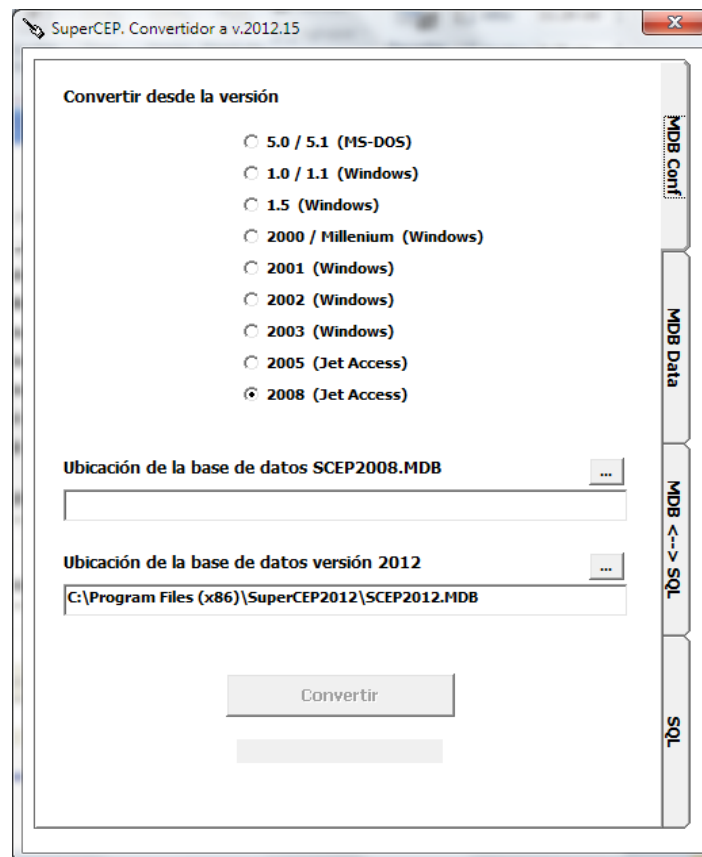 SuperCEP. Convertidor a v.2012.15
Convertir desde la versión
5.0 / 5.1 (MS-DOS)
1.0 / 1.1 (Windows)
1.5 (Windows)
2000 / Millenium (Windows)
2001 (Windows)
2002 (Windows)
2003 (Windows)
2005 (Jet Access)
2008 (Jet Access)
Ubicación de la base de datos SCEP2008.MDB
...
Ubicación de la base de datos versión 2012
...
C:\Program Files (x86)\SuperCEP2012\SCEP2012.MDB
Convertir
MDB Conf
MDB Data
MDB <--> SQL
SQL